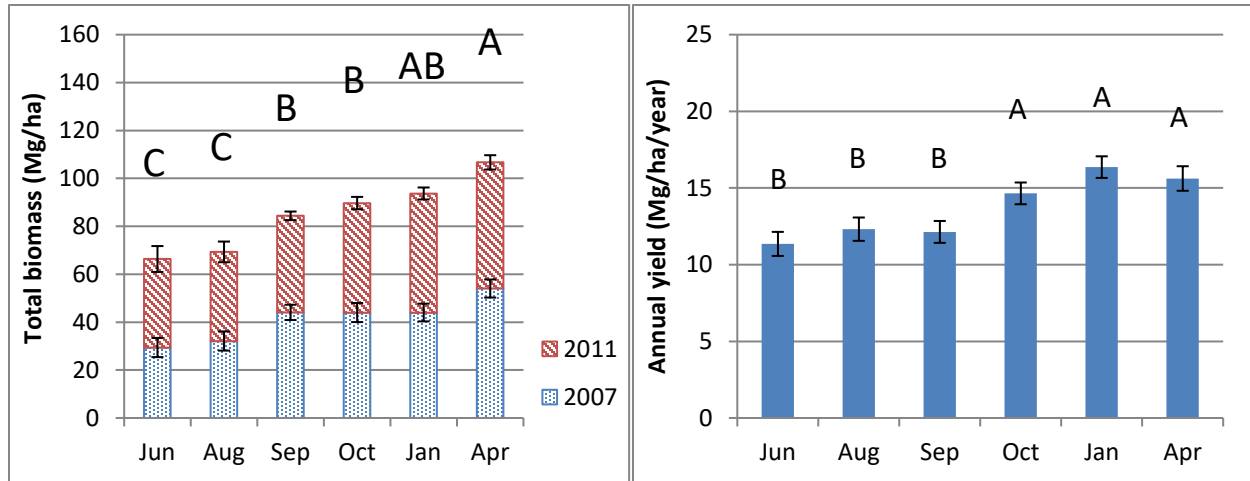 Total biomass (Mg/ha)
160
140
120
100
80
60
40
20
0
C
C
B
B
AB
A
Jun Aug Sep Oct Jan Apr
2011
2007
Annual yield (Mg/ha/year)
25
20
15
10
5
0
B
B
B
A
A
A
Jun Aug Sep Oct Jan Apr